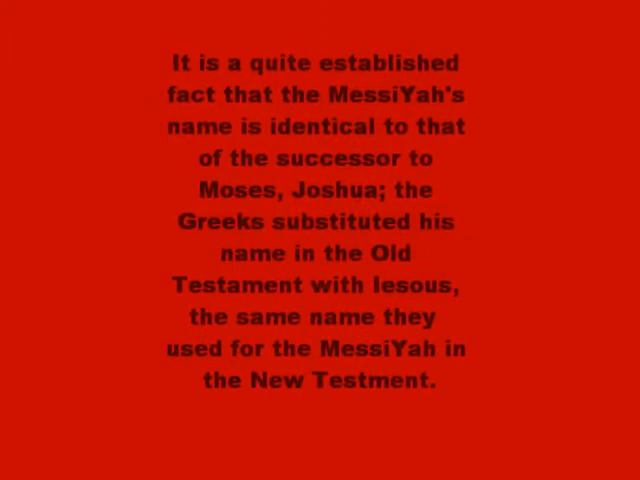 It is a quite established
fact that the MessiYah's
name is identical to that
of the successor to
Moses, Joshua; the
Greeks substituted his
name in the Old
Testament with Iesous,
the same name they
used for the MessiYah in
the New Testment.